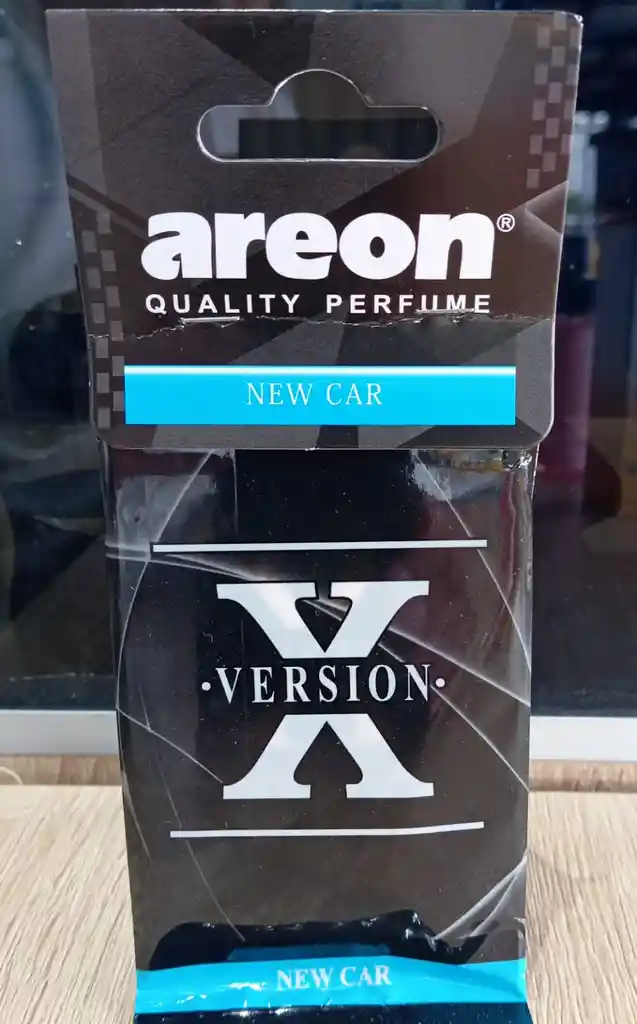 areon®
QUALITY PERFUME
NEW CAR
X
·VERSION·
NEW CAR